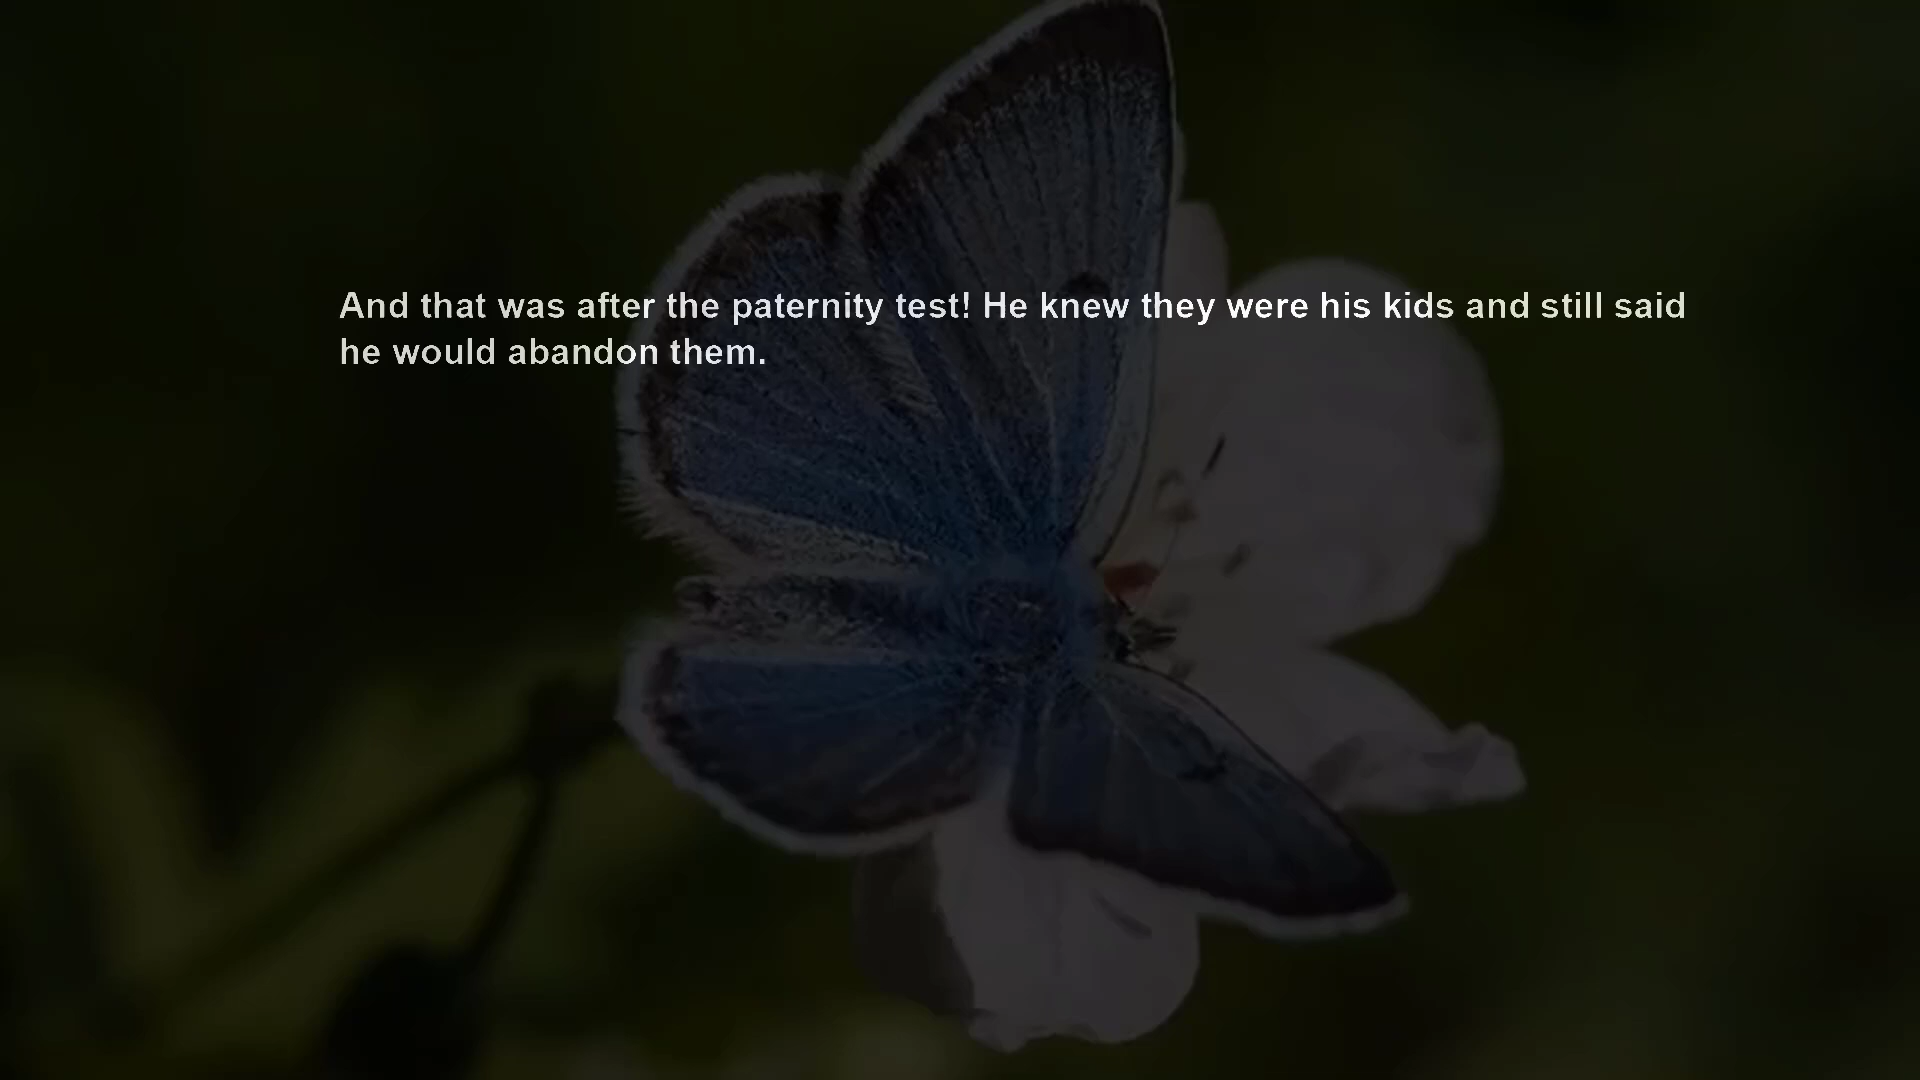 And that was after the paternity test! He knew they were his kids and still said
he would abandon them.